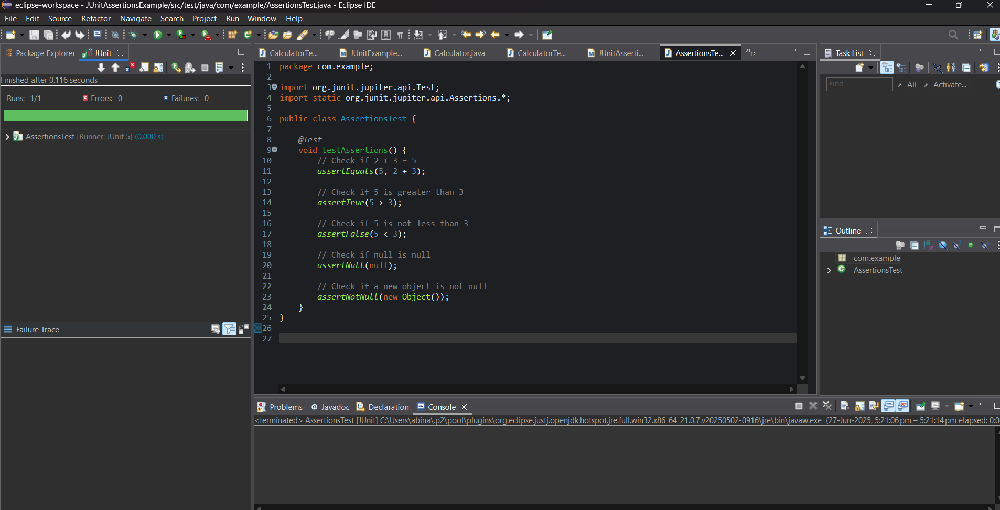 eclipse-workspace - JUnitAssertionsExample/src/test/java/com/example/AssertionsTest.java - Eclipse IDE
File Edit Source Refactor Navigate Search Project Run Window Help
Package Explorer JUnit
Finished after 0.116 seconds
Runs: 1/1 Errors: 0 Failures: 0
AssertionsTest [Runner: JUnit 5] (0.000 s)
Failure Trace
CalculatorTe... JUnitExample... Calculator.java CalculatorTe... JUnitAsserti... AssertionsTe... »12
1 package com.example;
2
3 import org.junit.jupiter.api.Test;
4 import static org.junit.jupiter.api.Assertions.*;
5
6 public class AssertionsTest {
7
8 @Test
9 void testAssertions() {
10 // Check if 2 + 3 = 5
11 assertEquals(5, 2 + 3);
12
13 // Check if 5 is greater than 3
14 assertTrue(5 > 3);
15
16 // Check if 5 is not less than 3
17 assertFalse(5 < 3);
18
19 // Check if null is null
20 assertNull(null);
21
22 // Check if a new object is not null
23 assertNotNull(new Object());
24 }
25 }
26
27
Task List
Find All Activate...
Outline
com.example
AssertionsTest
Problems Javadoc Declaration Console
<terminated> AssertionsTest [JUnit] C:\Users\abina\.p2\pool\plugins\org.eclipse.justj.openjdk.hotspot.jre.full.win32.x86_64_21.0.7.v20250502-0916\jre\bin\javaw.exe (27-Jun-2025, 5:21:06 pm – 5:21:14 pm elapsed: 0:0